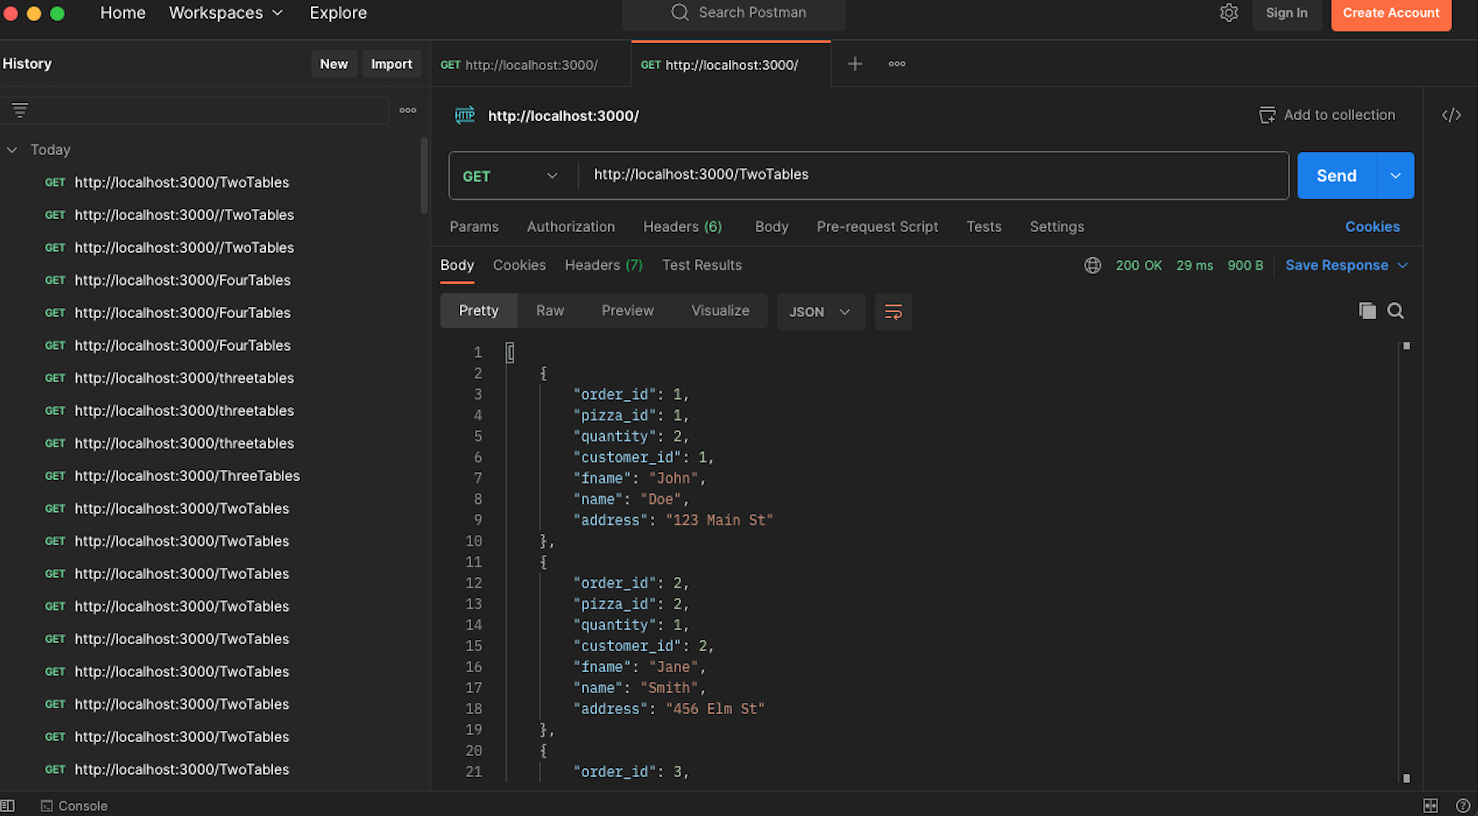 Home Workspaces Explore Search Postman Sign In Create Account
History New Import
GET http://localhost:3000/ GET http://localhost:3000/
HTTP http://localhost:3000/ Add to collection
GET http://localhost:3000/TwoTables Send
Params Authorization Headers (6) Body Pre-request Script Tests Settings Cookies
Body Cookies Headers (7) Test Results 200 OK 29 ms 900 B Save Response
Pretty Raw Preview Visualize JSON
Today
GET http://localhost:3000/TwoTables
GET http://localhost:3000//TwoTables
GET http://localhost:3000//TwoTables
GET http://localhost:3000/FourTables
GET http://localhost:3000/FourTables
GET http://localhost:3000/FourTables
GET http://localhost:3000/threetables
GET http://localhost:3000/threetables
GET http://localhost:3000/threetables
GET http://localhost:3000/ThreeTables
GET http://localhost:3000/TwoTables
GET http://localhost:3000/TwoTables
GET http://localhost:3000/TwoTables
GET http://localhost:3000/TwoTables
GET http://localhost:3000/TwoTables
GET http://localhost:3000/TwoTables
GET http://localhost:3000/TwoTables
GET http://localhost:3000/TwoTables
GET http://localhost:3000/TwoTables
1 [
2 {
3 "order_id": 1,
4 "pizza_id": 1,
5 "quantity": 2,
6 "customer_id": 1,
7 "fname": "John",
8 "name": "Doe",
9 "address": "123 Main St"
10 },
11 {
12 "order_id": 2,
13 "pizza_id": 2,
14 "quantity": 1,
15 "customer_id": 2,
16 "fname": "Jane",
17 "name": "Smith",
18 "address": "456 Elm St"
19 },
20 {
21 "order_id": 3,
Console